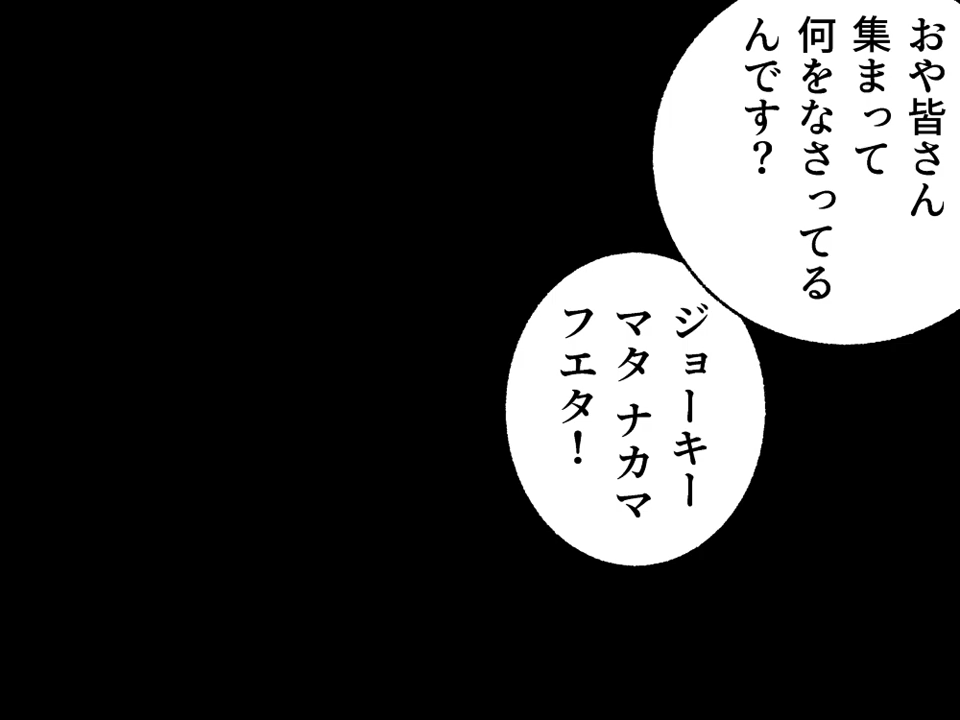 おや皆さん
集まって
何をなさってる
んです？
ジョーキー
マタ ナカマ
フエタ！